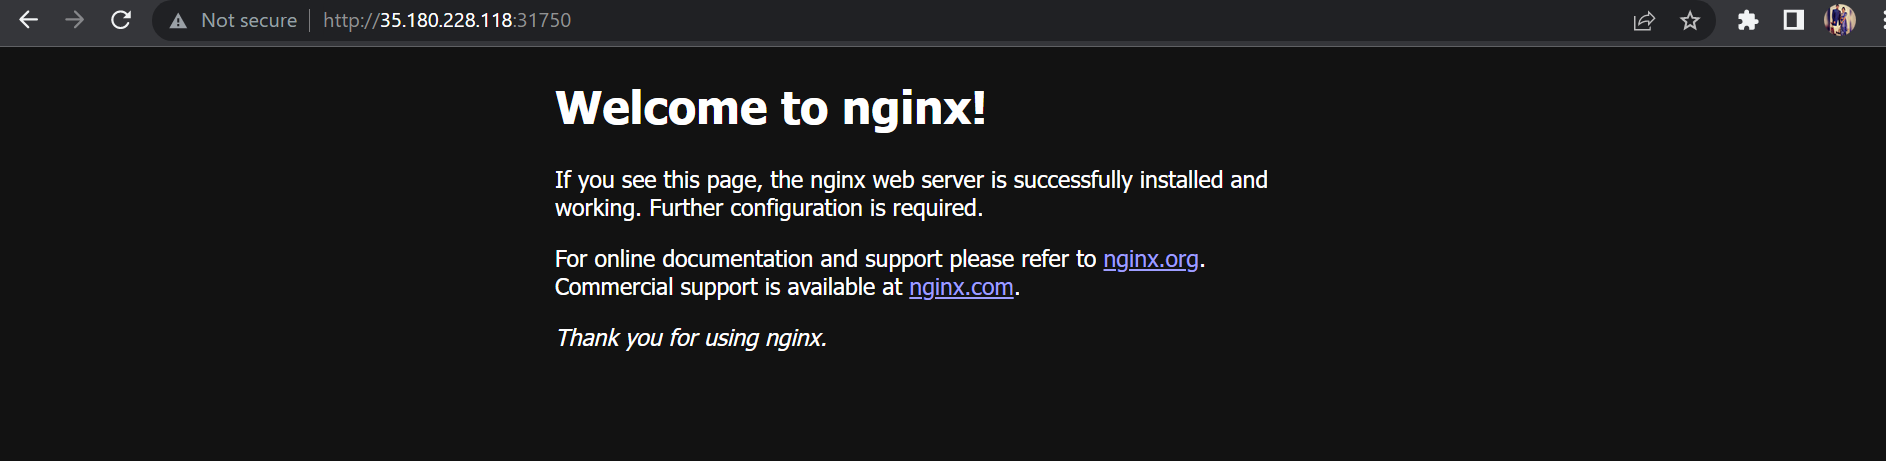 Not secure http://35.180.228.118:31750
Welcome to nginx!
If you see this page, the nginx web server is successfully installed and
working. Further configuration is required.
For online documentation and support please refer to nginx.org.
Commercial support is available at nginx.com.
Thank you for using nginx.